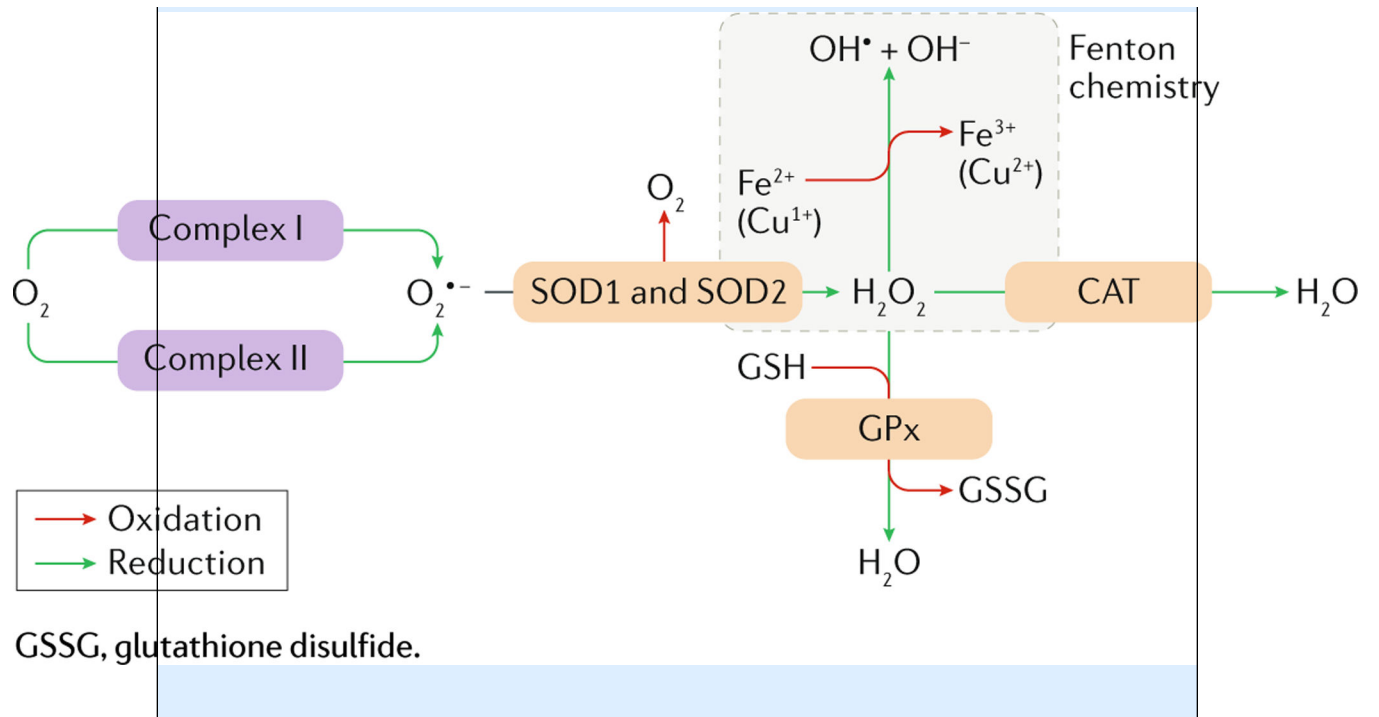 OH• + OH⁻
Fenton
chemistry
Fe³⁺
(Cu²⁺)
Fe²⁺
(Cu¹⁺)
O₂
Complex I
O₂
O₂•⁻
SOD1 and SOD2
H₂O₂
CAT
H₂O
Complex II
GSH
GPx
GSSG
H₂O
Oxidation
Reduction
GSSG, glutathione disulfide.